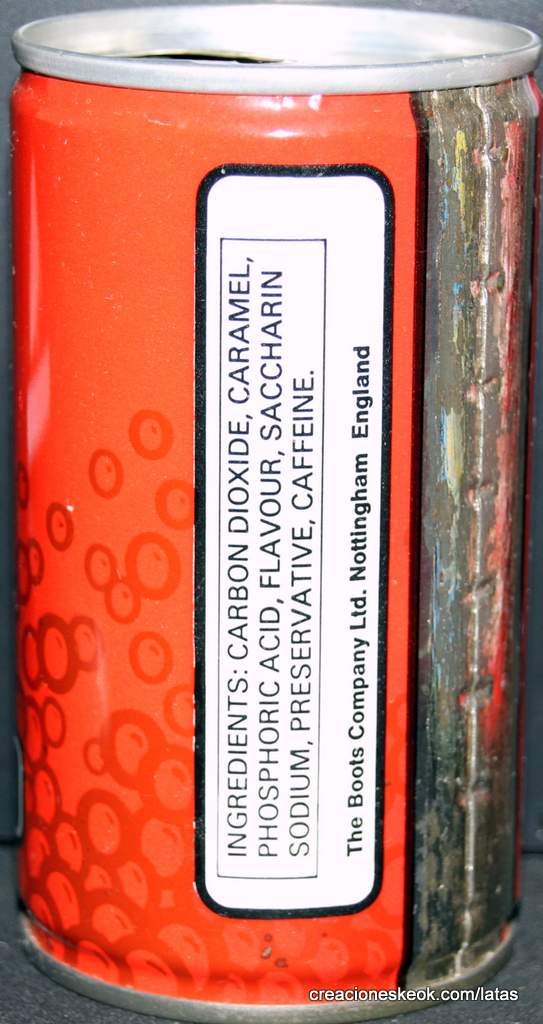 INGREDIENTS: CARBON DIOXIDE, CARAMEL,
PHOSPHORIC ACID, FLAVOUR, SACCHARIN
SODIUM, PRESERVATIVE, CAFFEINE.
The Boots Company Ltd. Nottingham England
creacioneskeok.com/latas